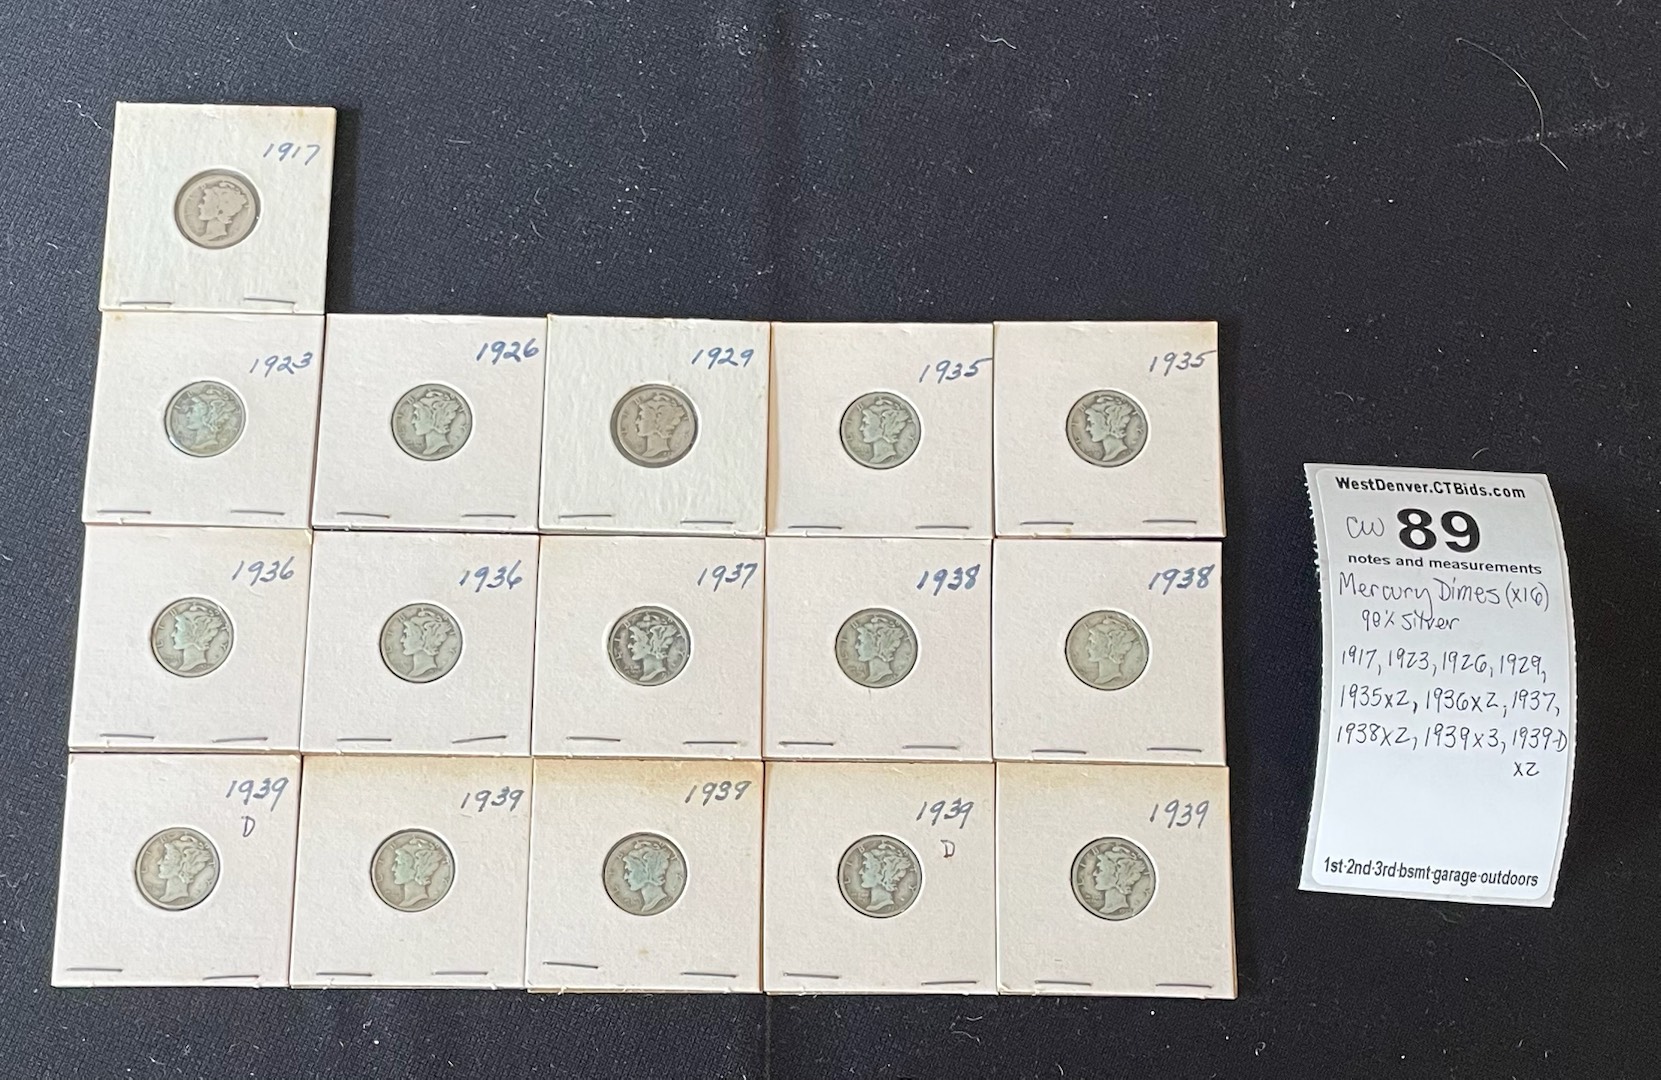 1917
1923 1926 1929 1935 1935
1936 1936 1937 1938 1938
1939 1939 1939 1939 1939
D D
WestDenver.CTBids.com
CW 89
notes and measurements
Mercury Dimes (x16)
90% Silver
1917, 1923, 1926, 1929,
1935x2, 1936x2, 1937,
1938x2, 1939x3, 1939-D
x2
1st-2nd-3rd-bsmt-garage-outdoors